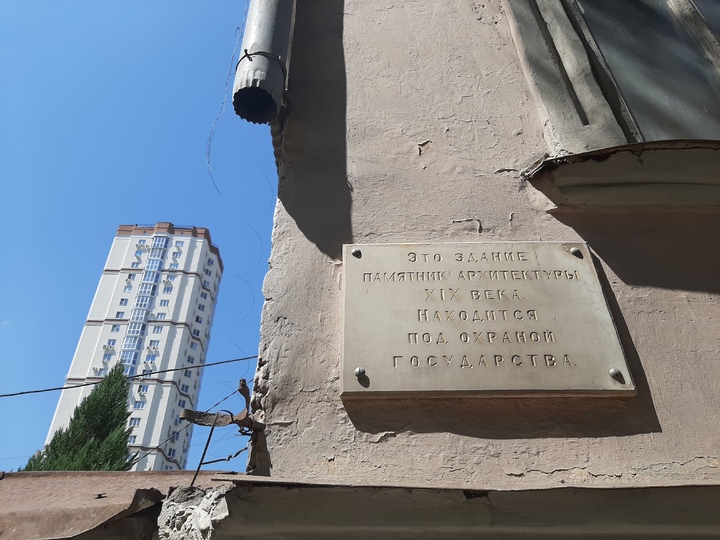 Это здание
памятник архитектуры
XIX века.
Находится
под охраной
государства.